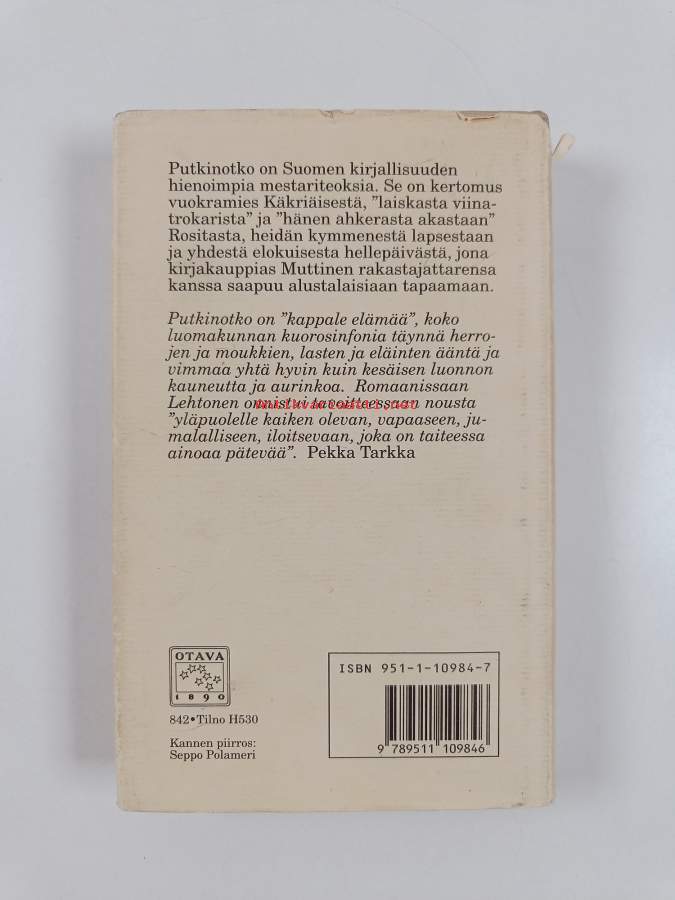 Putkinotko on Suomen kirjallisuuden
hienoimpia mestariteoksia. Se on kertomus
vuokramies Käkriäisestä, ”laiskasta viina-
trokarista” ja ”hänen ahkerasta akastaan”
Rositasta, heidän kymmenestä lapsestaan
ja yhdestä elokuisesta hellepäivästä, jona
kirjakauppias Muttinen rakastajattarensa
kanssa saapuu alustalaisiaan tapaamaan.
Putkinotko on ”kappale elämää”, koko
luomakunnan kuorosinfonia täynnä herro-
jen ja moukkien, lasten ja eläinten ääntä ja
vimmaa yhtä hyvin kuin kesäisen luonnon
kauneutta ja aurinkoa. Romaanissaan
Lehtonen onnistui tavoitteessaan nousta
Antikvariaatti.net
”yläpuolelle kaiken olevan, vapaaseen, ju-
malalliseen, iloitsevaan, joka on taiteessa
ainoaa pätevää”. Pekka Tarkka
OTAVA
1890
842•Tilno H530
Kannen piirros:
Seppo Polameri
ISBN 951-1-10984-7
9 789511 109846